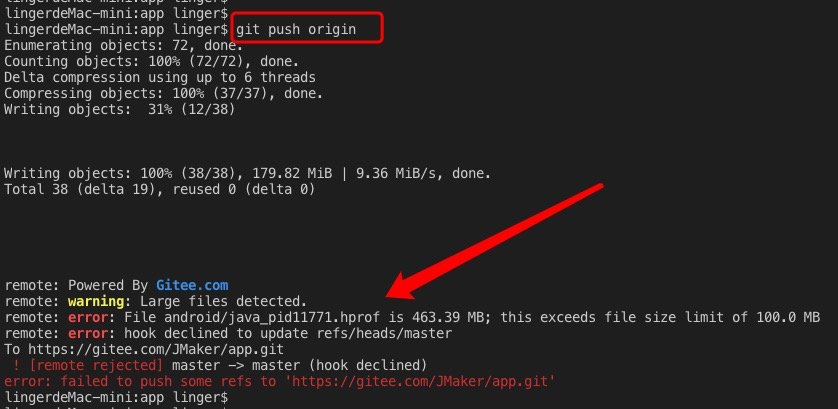 lingerdeMac-mini:app linger$
lingerdeMac-mini:app linger$ git push origin
Enumerating objects: 72, done.
Counting objects: 100% (72/72), done.
Delta compression using up to 6 threads
Compressing objects: 100% (37/37), done.
Writing objects:  31% (12/38)
Writing objects: 100% (38/38), 179.82 MiB | 9.36 MiB/s, done.
Total 38 (delta 19), reused 0 (delta 0)
remote: Powered By Gitee.com
remote: warning: Large files detected.
remote: error: File android/java_pid11771.hprof is 463.39 MB; this exceeds file size limit of 100.0 MB
remote: error: hook declined to update refs/heads/master
To https://gitee.com/JMaker/app.git
 ! [remote rejected] master -> master (hook declined)
error: failed to push some refs to 'https://gitee.com/JMaker/app.git'
lingerdeMac-mini:app linger$